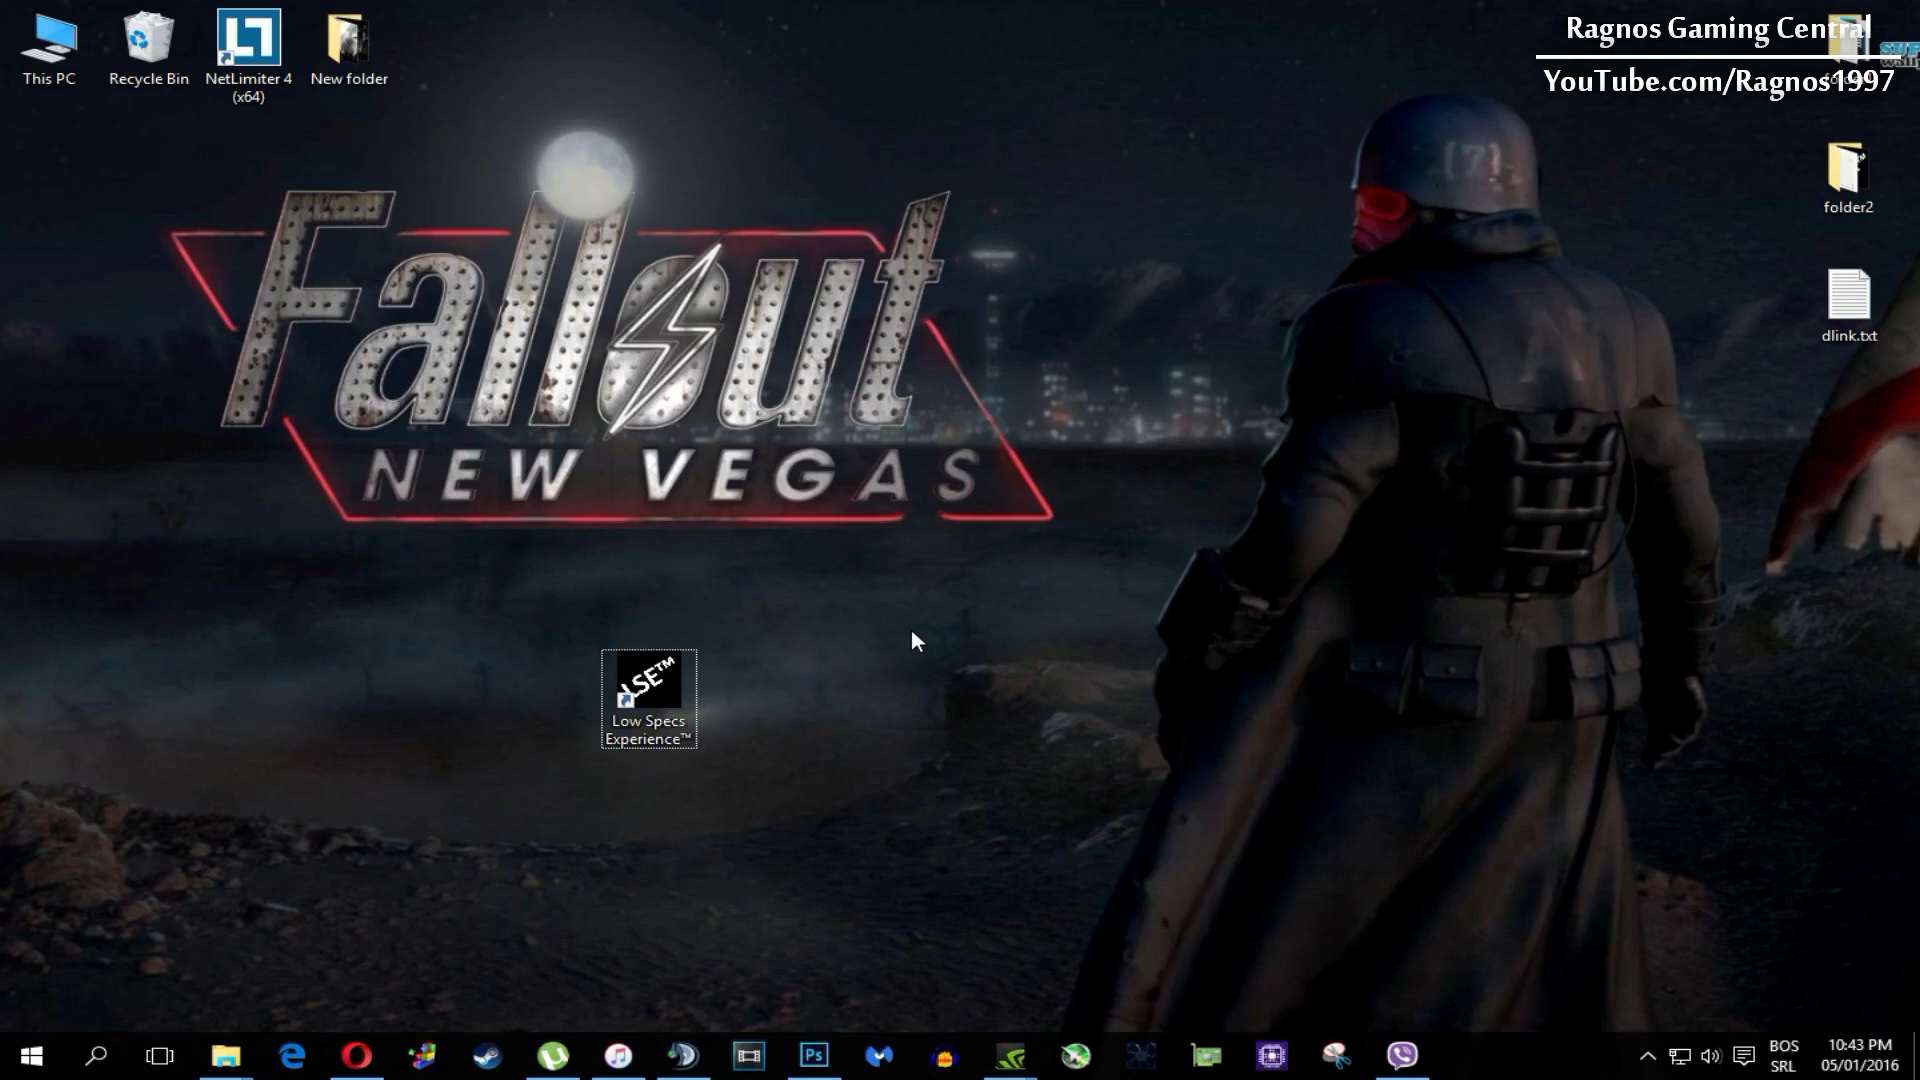 Ragnos Gaming Central
YouTube.com/Ragnos1997
This PC
Recycle Bin
NetLimiter 4
(x64)
New folder
folder2
dlink.txt
Fallout
NEW VEGAS
LSE™
Low Specs
Experience™
Ps
BOS
SRL
10:43 PM
05/01/2016